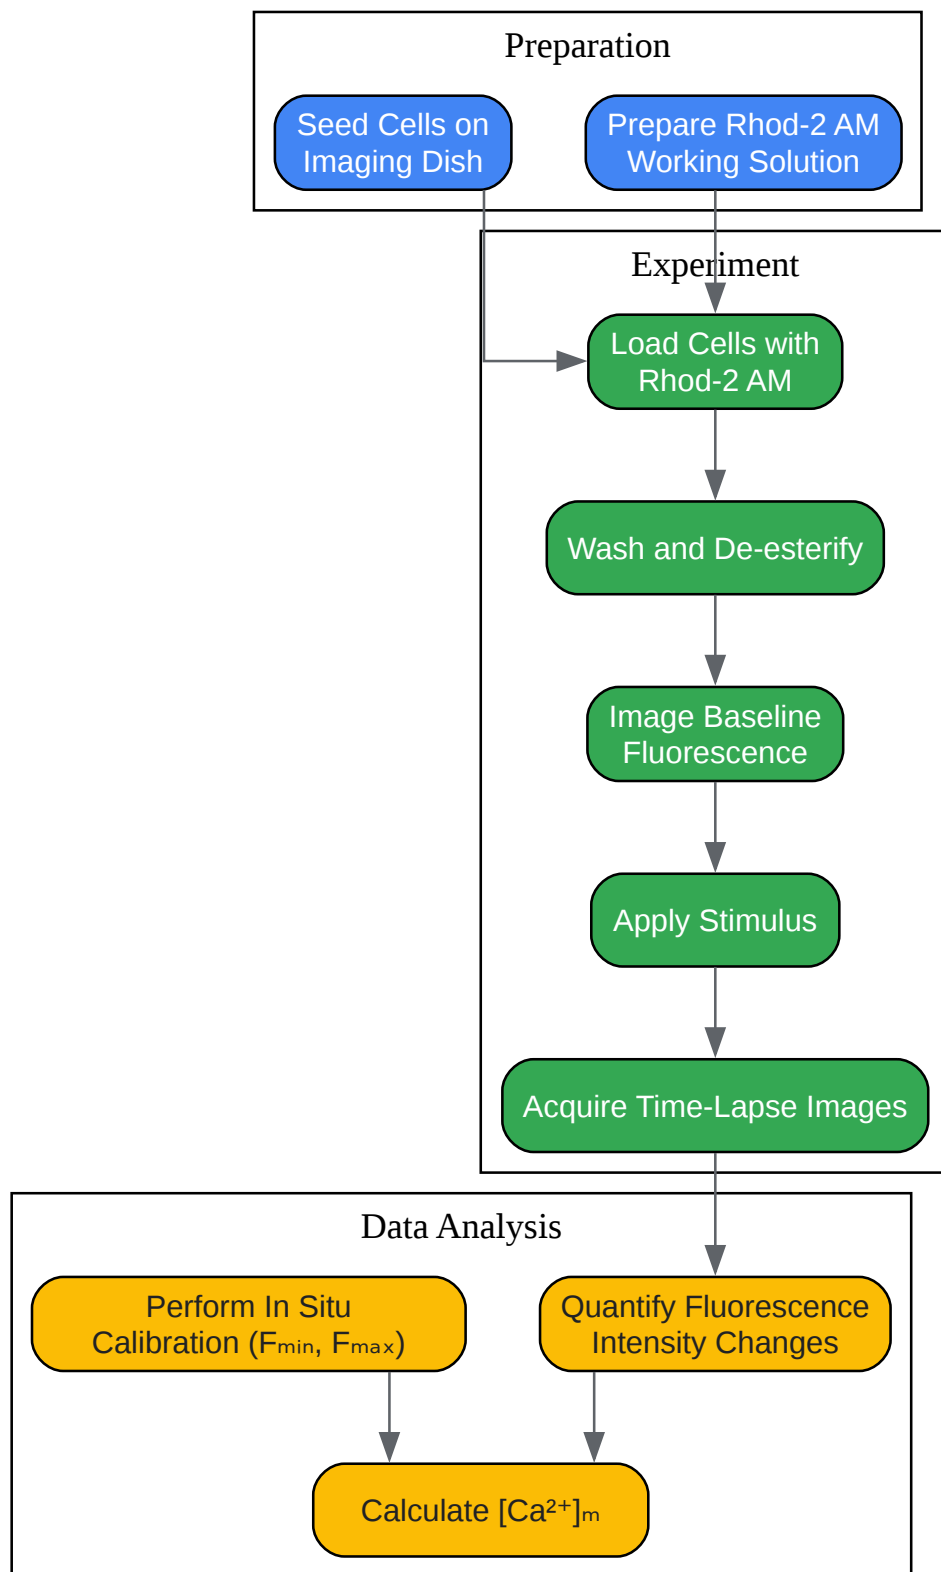 Preparation
Seed Cells on
Imaging Dish
Prepare Rhod-2 AM
Working Solution
Experiment
Load Cells with
Rhod-2 AM
Wash and De-esterify
Image Baseline
Fluorescence
Apply Stimulus
Acquire Time-Lapse Images
Data Analysis
Perform In Situ
Calibration (Fₘᵢₙ, Fₘₐₓ)
Quantify Fluorescence
Intensity Changes
Calculate [Ca²⁺]ₘ